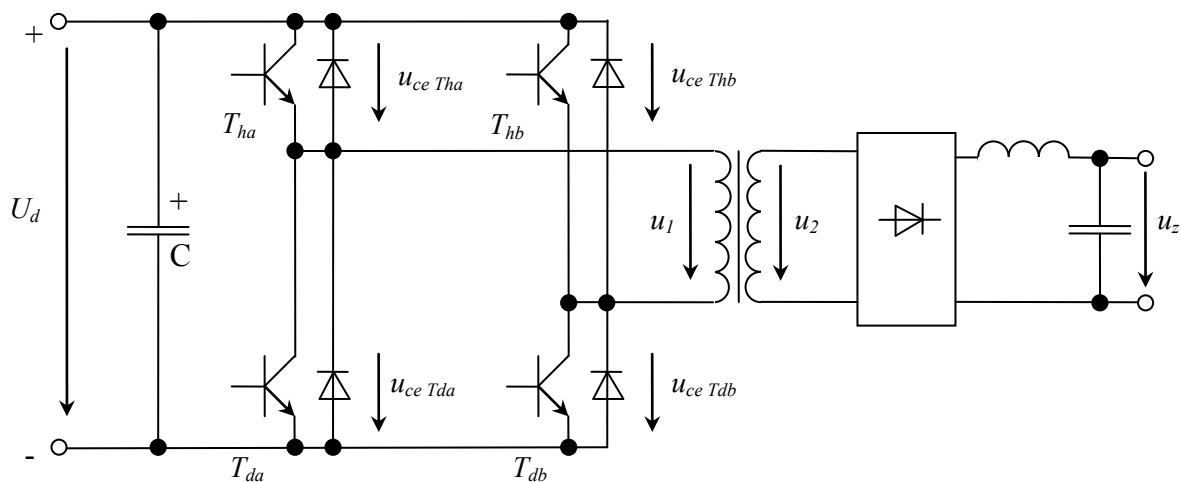 +
u_ce Tha
u_ce Thb
T_ha
T_hb
U_d
+
C
u_1
u_2
u_z
u_ce Tda
u_ce Tdb
-
T_da
T_db